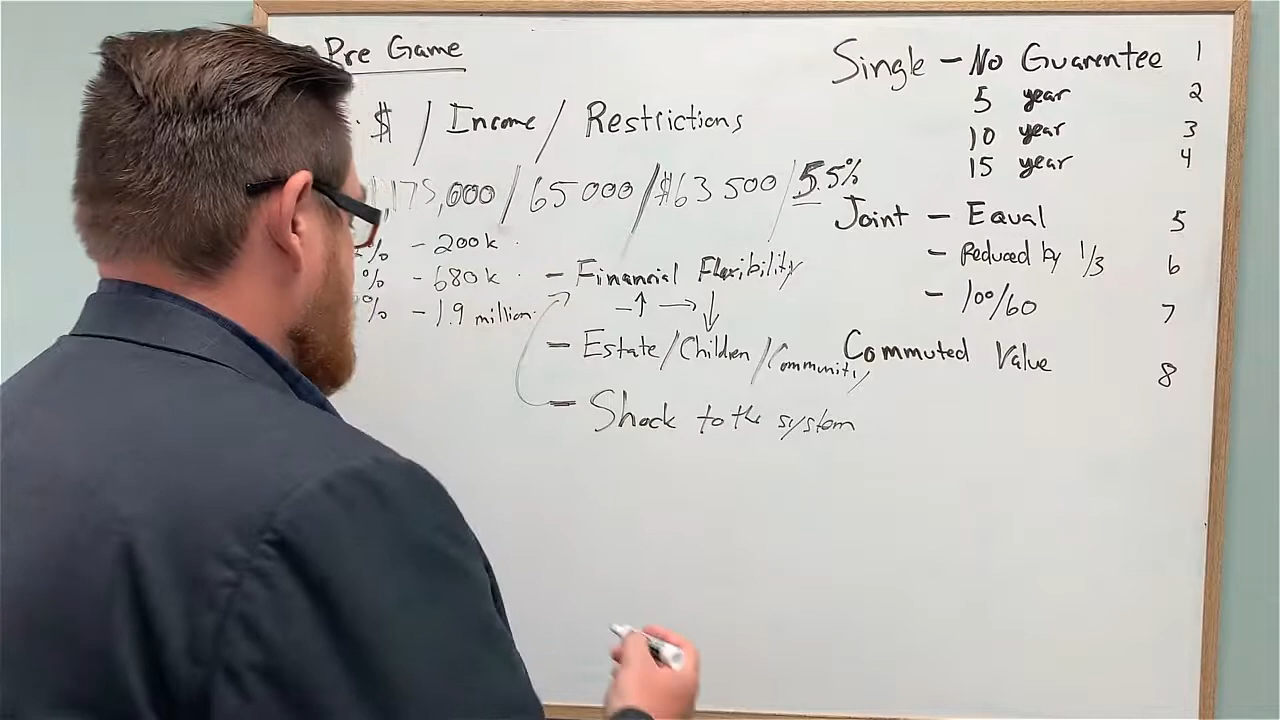 Pre Game
$ / Income / Restrictions
175,000 / 65 000 / $63 500 / 5.5%
% - 200k
% - 680k
% - 1.9 million
- Financial Flexibility
- Estate / Children / Community
- Shock to the system
Single - No Guarentee 1
5 year 2
10 year 3
15 year 4
Joint - Equal 5
- Reduced by 1/3 6
- 100/60 7
Commuted Value 8